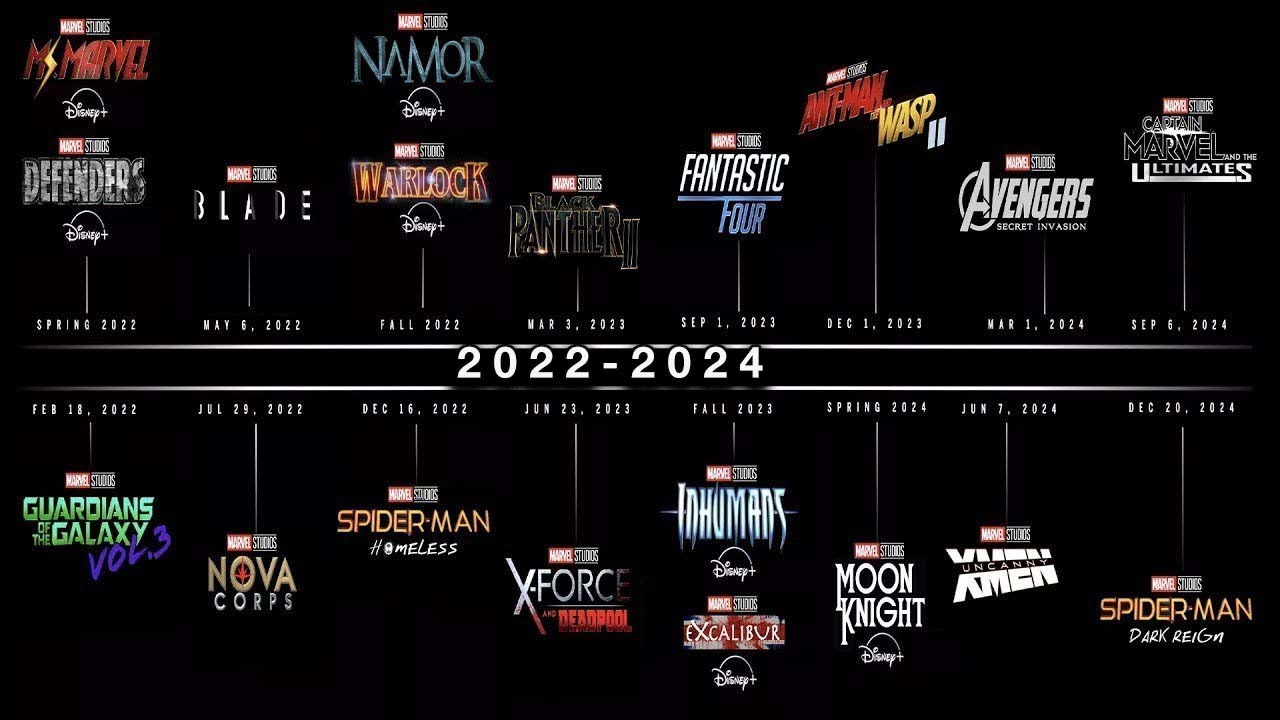 MARVEL STUDIOS
MS. MARVEL
Disney+
MARVEL STUDIOS
DEFENDERS
Disney+
SPRING 2022
MARVEL STUDIOS
BLADE
MAY 6, 2022
MARVEL STUDIOS
NAMOR
Disney+
MARVEL STUDIOS
WARLOCK
Disney+
FALL 2022
MARVEL STUDIOS
BLACK
PANTHER II
MAR 3, 2023
MARVEL STUDIOS
FANTASTIC
FOUR
SEP 1, 2023
MARVEL STUDIOS
ANT-MAN
AND THE WASP II
DEC 1, 2023
MARVEL STUDIOS
AVENGERS
SECRET INVASION
MAR 1, 2024
MARVEL STUDIOS
CAPTAIN
MARVEL AND THE
ULTIMATES
SEP 6, 2024
2022-2024
FEB 18, 2022
MARVEL STUDIOS
GUARDIANS
OF THE GALAXY
VOL.3
JUL 29, 2022
MARVEL STUDIOS
NOVA
CORPS
DEC 16, 2022
MARVEL STUDIOS
SPIDER-MAN
HOMELESS
JUN 23, 2023
MARVEL STUDIOS
X-FORCE
AND DEADPOOL
FALL 2023
MARVEL STUDIOS
INHUMANS
Disney+
MARVEL STUDIOS
EXCALIBUR
Disney+
SPRING 2024
MARVEL STUDIOS
MOON
KNIGHT
Disney+
JUN 7, 2024
MARVEL STUDIOS
UNCANNY
X-MEN
DEC 20, 2024
MARVEL STUDIOS
SPIDER-MAN
DARK REIGN